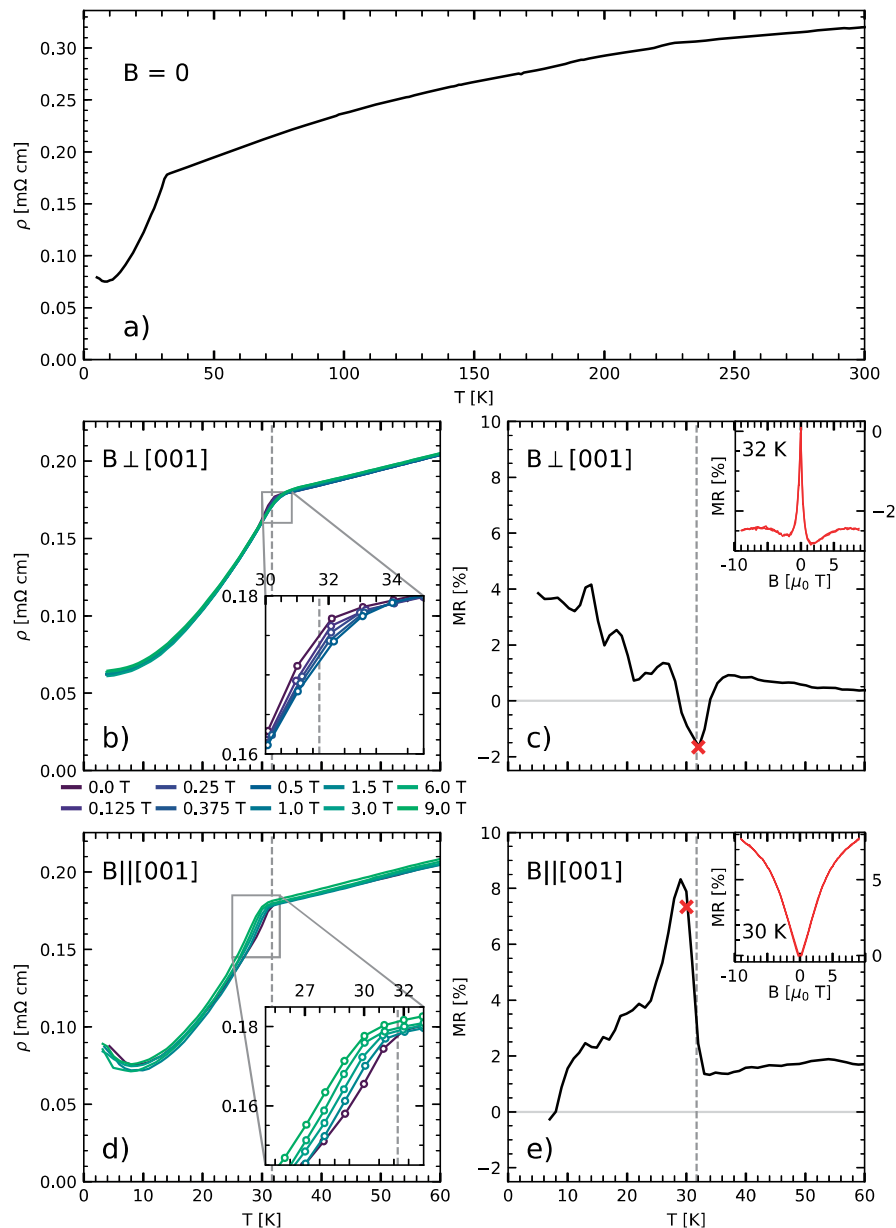 0.30
0.25
0.20
0.15
0.10
0.05
0.00
ρ [mΩ cm]
B = 0
a)
0 50 100 150 200 250 300
T [K]
0.20
0.15
0.10
0.05
0.00
ρ [mΩ cm]
B⊥[001]
30 32 34
0.18
0.16
b)
10
8
6
4
2
0
−2
MR [%]
B⊥[001]
32 K
MR [%]
0
−2
-10 0 5
B [μ₀ T]
c)
0.0 T 0.25 T 0.5 T 1.5 T 6.0 T
0.125 T 0.375 T 1.0 T 3.0 T 9.0 T
0.20
0.15
0.10
0.05
0.00
ρ [mΩ cm]
B||[001]
27 30 32
0.18
0.16
d)
0 10 20 30 40 50 60
T [K]
10
8
6
4
2
0
−2
MR [%]
B||[001]
30 K
MR [%]
5
0
-10 0 5
B [μ₀ T]
e)
0 10 20 30 40 50 60
T [K]